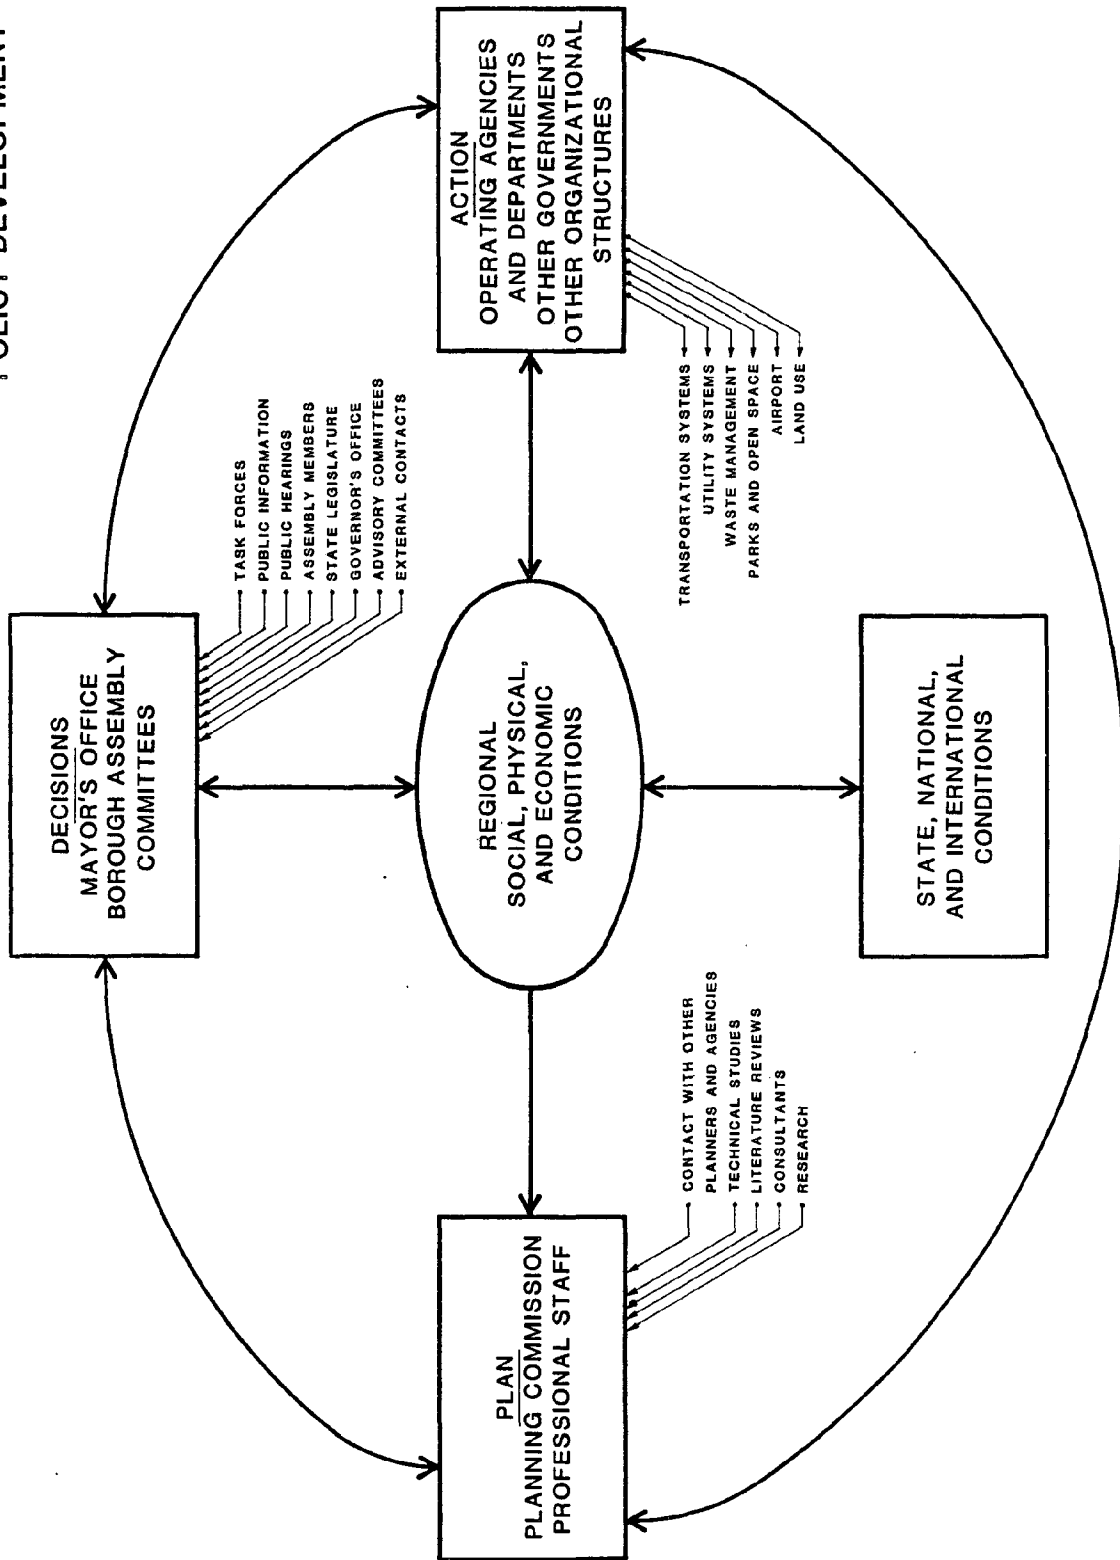 POLICY DEVELOPMENT
DECISIONS
MAYOR'S OFFICE
BOROUGH ASSEMBLY
COMMITTEES
TASK FORCES
PUBLIC INFORMATION
PUBLIC HEARINGS
ASSEMBLY MEMBERS
STATE LEGISLATURE
GOVERNOR'S OFFICE
ADVISORY COMMITTEES
EXTERNAL CONTACTS
PLAN
PLANNING COMMISSION
PROFESSIONAL STAFF
REGIONAL
SOCIAL, PHYSICAL,
AND ECONOMIC
CONDITIONS
ACTION
OPERATING AGENCIES
AND DEPARTMENTS
OTHER GOVERNMENTS
OTHER ORGANIZATIONAL
STRUCTURES
CONTACT WITH OTHER
PLANNERS AND AGENCIES
TECHNICAL STUDIES
LITERATURE REVIEWS
CONSULTANTS
RESEARCH
TRANSPORTATION SYSTEMS
UTILITY SYSTEMS
WASTE MANAGEMENT
PARKS AND OPEN SPACE
AIRPORT
LAND USE
STATE, NATIONAL,
AND INTERNATIONAL
CONDITIONS